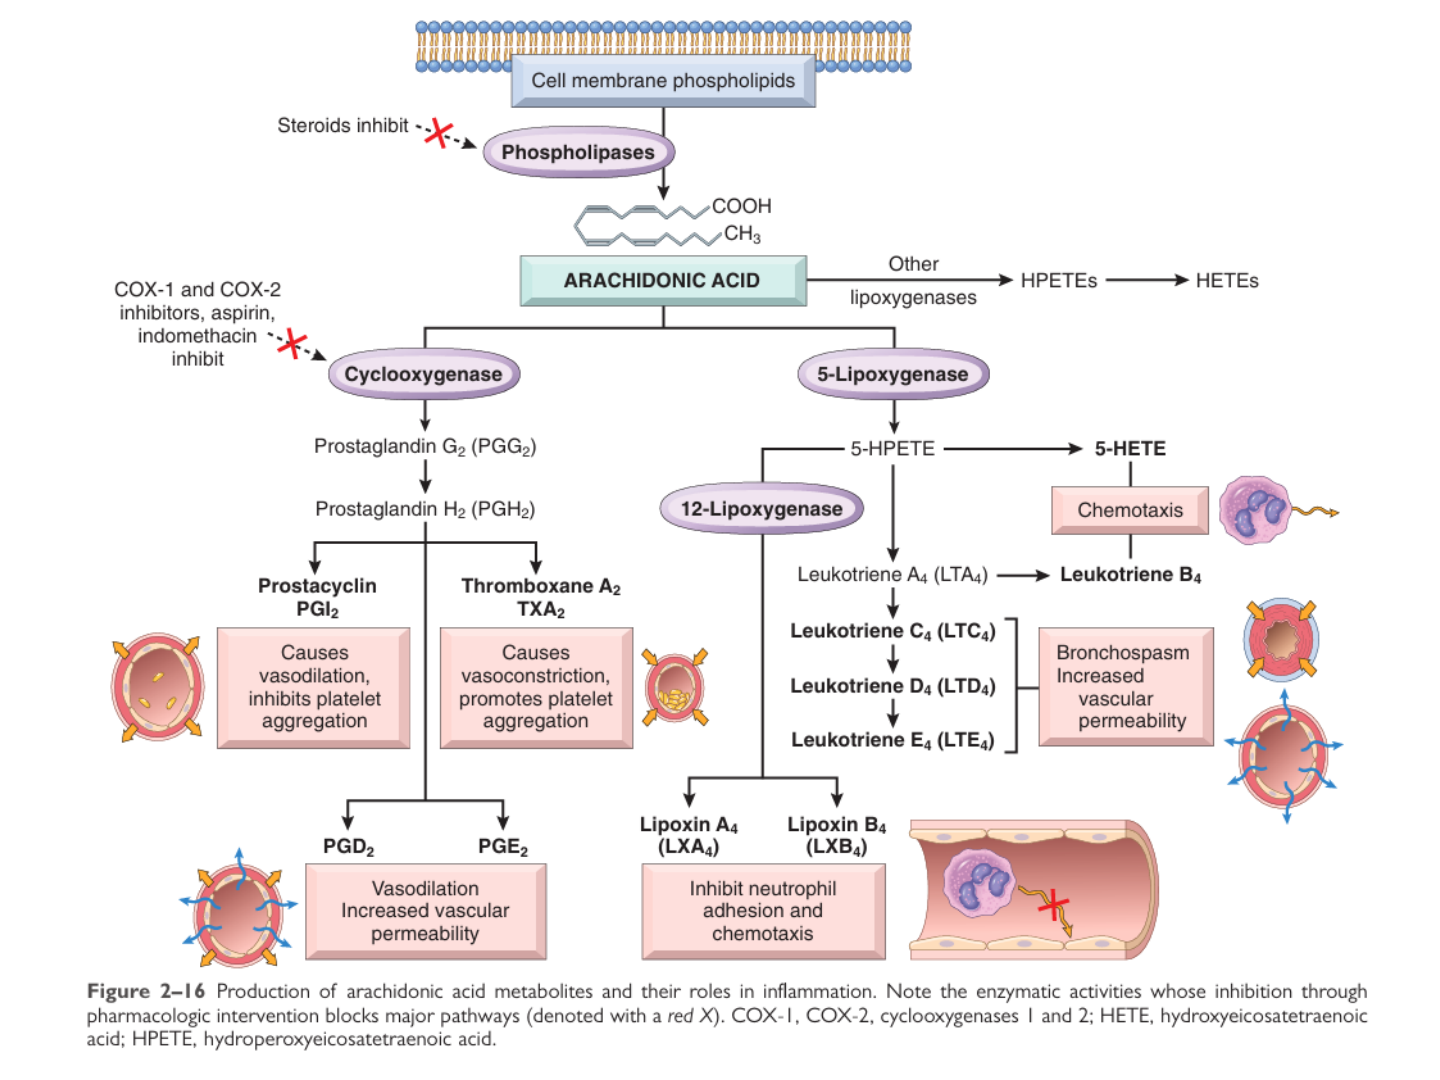 Cell membrane phospholipids
Steroids inhibit
Phospholipases
COOH
CH₃
ARACHIDONIC ACID
Other
lipoxygenases
HPETEs
HETEs
COX-1 and COX-2
inhibitors, aspirin,
indomethacin
inhibit
Cyclooxygenase
5-Lipoxygenase
Prostaglandin G₂ (PGG₂)
5-HPETE
5-HETE
Prostaglandin H₂ (PGH₂)
12-Lipoxygenase
Chemotaxis
Leukotriene A₄ (LTA₄)
Leukotriene B₄
Prostacyclin
PGI₂
Thromboxane A₂
TXA₂
Causes
vasodilation,
inhibits platelet
aggregation
Causes
vasoconstriction,
promotes platelet
aggregation
Leukotriene C₄ (LTC₄)
Leukotriene D₄ (LTD₄)
Leukotriene E₄ (LTE₄)
Bronchospasm
Increased
vascular
permeability
PGD₂
PGE₂
Vasodilation
Increased vascular
permeability
Lipoxin A₄
(LXA₄)
Lipoxin B₄
(LXB₄)
Inhibit neutrophil
adhesion and
chemotaxis
Figure 2–16 Production of arachidonic acid metabolites and their roles in inflammation. Note the enzymatic activities whose inhibition through
pharmacologic intervention blocks major pathways (denoted with a red X). COX-1, COX-2, cyclooxygenases 1 and 2; HETE, hydroxyeicosatetraenoic
acid; HPETE, hydroperoxyeicosatetraenoic acid.